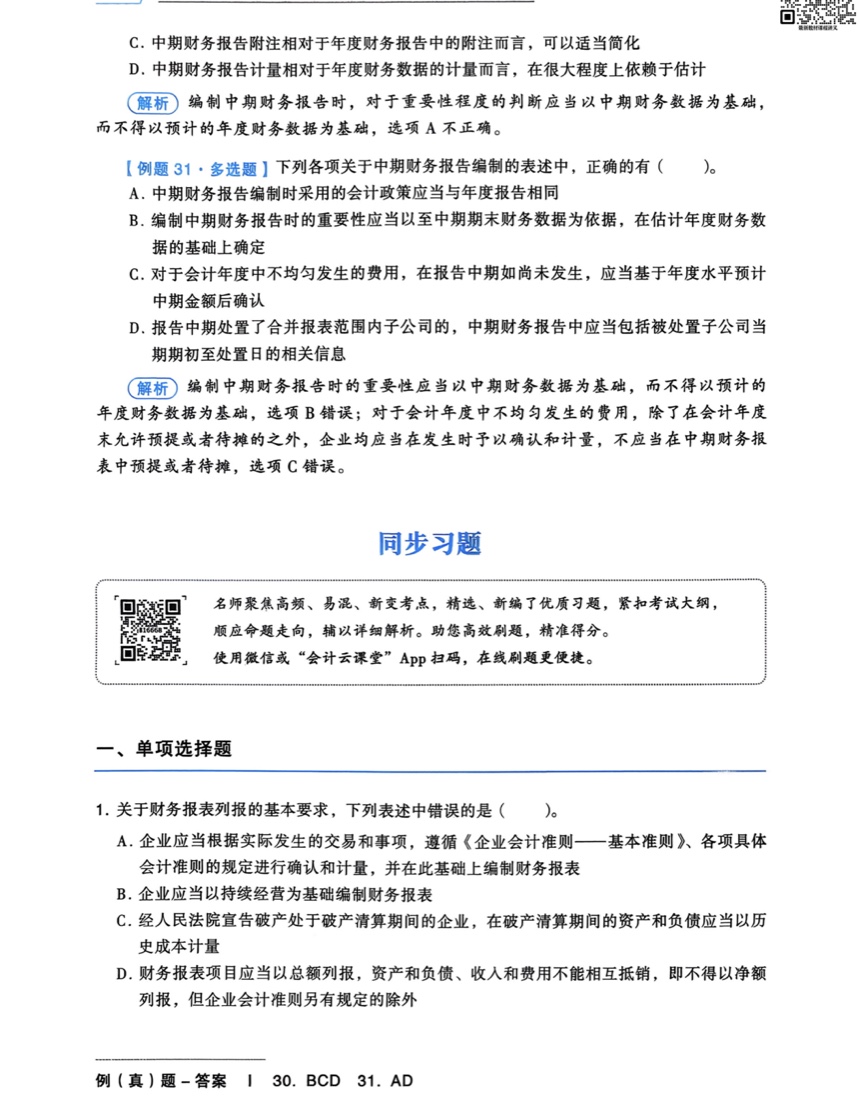 最新教材课程讲义
C. 中期财务报告附注相对于年度财务报告中的附注而言，可以适当简化
D. 中期财务报告计量相对于年度财务数据的计量而言，在很大程度上依赖于估计
解析 编制中期财务报告时，对于重要性程度的判断应当以中期财务数据为基础，
而不得以预计的年度财务数据为基础，选项 A 不正确。
【例题 31·多选题】下列各项关于中期财务报告编制的表述中，正确的有（　　）。
A. 中期财务报告编制时采用的会计政策应当与年度报告相同
B. 编制中期财务报告时的重要性应当以至中期期末财务数据为依据，在估计年度财务数
据的基础上确定
C. 对于会计年度中不均匀发生的费用，在报告中期如尚未发生，应当基于年度水平预计
中期金额后确认
D. 报告中期处置了合并报表范围内子公司的，中期财务报告中应当包括被处置子公司当
期期初至处置日的相关信息
解析 编制中期财务报告时的重要性应当以中期财务数据为基础，而不得以预计的
年度财务数据为基础，选项 B 错误；对于会计年度中不均匀发生的费用，除了在会计年度
末允许预提或者待摊的之外，企业均应当在发生时予以确认和计量，不应当在中期财务报
表中预提或者待摊，选项 C 错误。
同步习题
名师聚焦高频、易混、新变考点，精选、新编了优质习题，紧扣考试大纲，
顺应命题走向，辅以详细解析。助您高效刷题，精准得分。
使用微信或“会计云课堂”App 扫码，在线刷题更便捷。
一、单项选择题
1. 关于财务报表列报的基本要求，下列表述中错误的是（　　）。
A. 企业应当根据实际发生的交易和事项，遵循《企业会计准则——基本准则》、各项具体
会计准则的规定进行确认和计量，并在此基础上编制财务报表
B. 企业应当以持续经营为基础编制财务报表
C. 经人民法院宣告破产处于破产清算期间的企业，在破产清算期间的资产和负债应当以历
史成本计量
D. 财务报表项目应当以总额列报，资产和负债、收入和费用不能相互抵销，即不得以净额
列报，但企业会计准则另有规定的除外
例（真）题－答案 | 30. BCD 31. AD